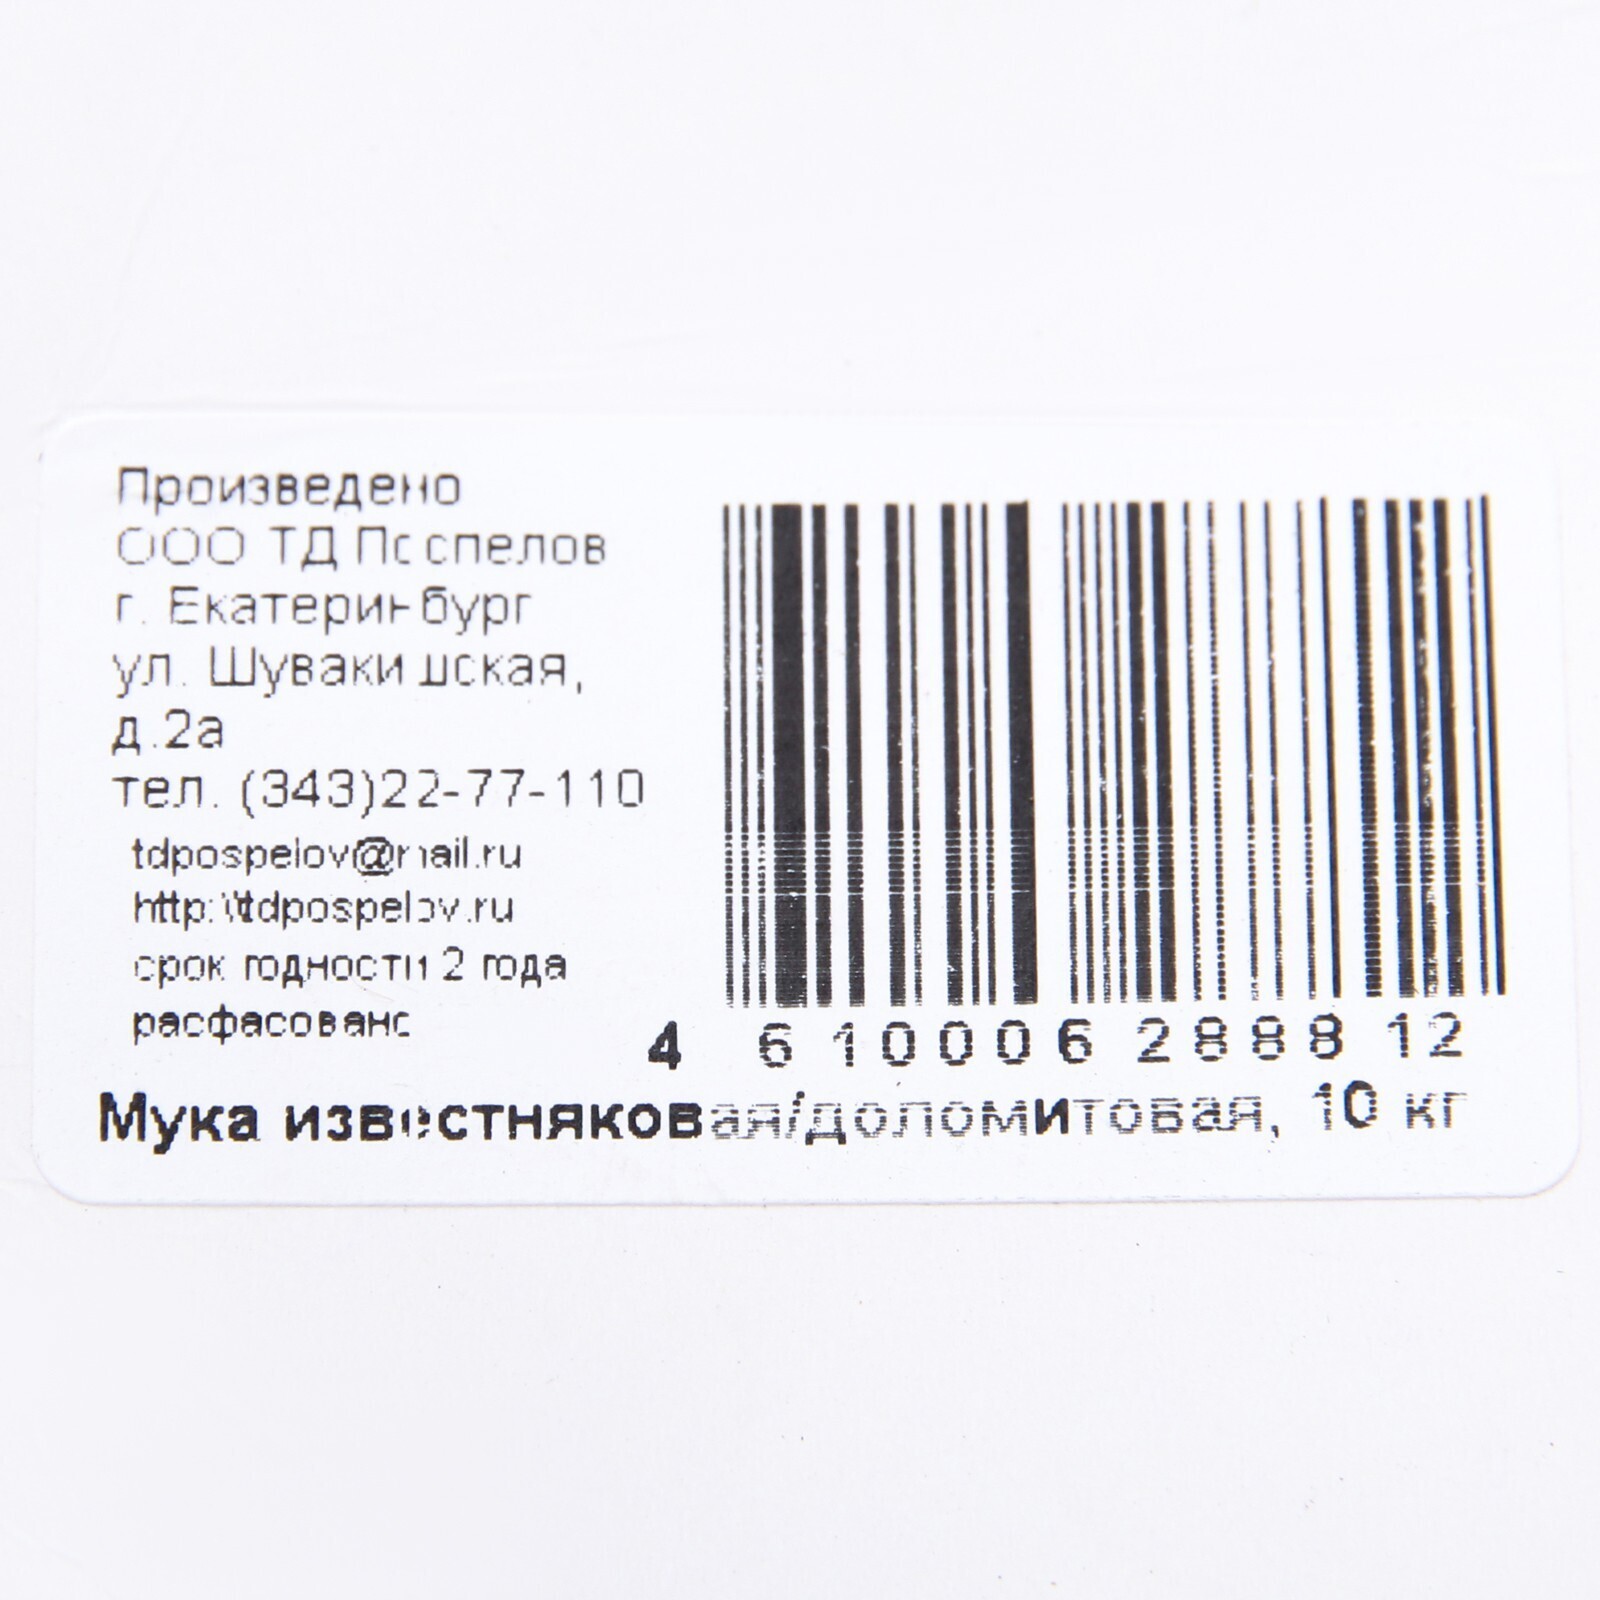 Произведено
ООО ТД Поспелов
г. Екатеринбург
ул. Шувакишская,
д.2а
тел. (343)22-77-110
tdpospelov@mail.ru
http:\\tdpospelov.ru
срок годности 2 года
расфасовано
4 610006 288812
Мука известняковая/доломитовая, 10 кг